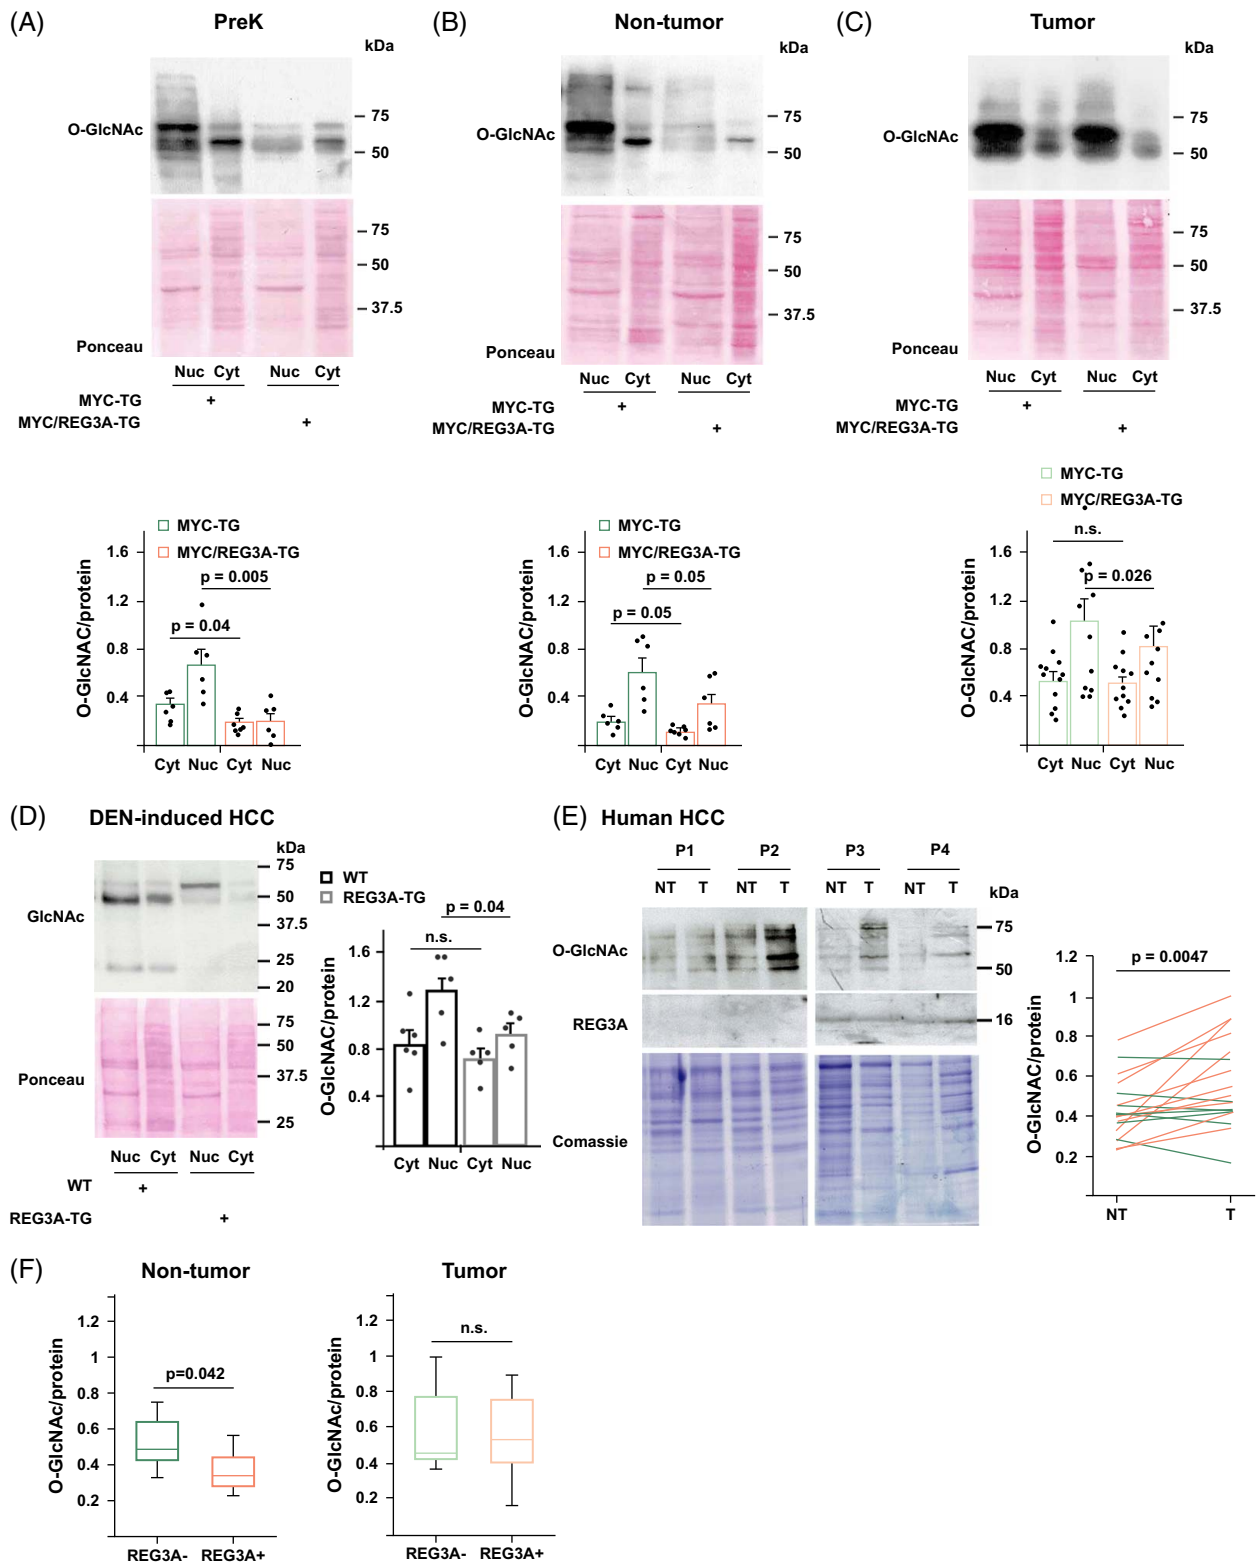 (A) PreK
kDa
O-GlcNAc
75
50
75
50
37.5
Ponceau
Nuc Cyt Nuc Cyt
MYC-TG +
MYC/REG3A-TG +
O-GlcNAC/protein
MYC-TG
MYC/REG3A-TG
1.6
1.2
0.8
0.4
p = 0.005
p = 0.04
Cyt Nuc Cyt Nuc
(B) Non-tumor
kDa
O-GlcNAc
75
50
75
50
37.5
Ponceau
Nuc Cyt Nuc Cyt
MYC-TG +
MYC/REG3A-TG +
O-GlcNAC/protein
MYC-TG
MYC/REG3A-TG
1.6
1.2
0.8
0.4
p = 0.05
p = 0.05
Cyt Nuc Cyt Nuc
(C) Tumor
kDa
O-GlcNAc
75
50
75
50
37.5
Ponceau
Nuc Cyt Nuc Cyt
MYC-TG +
MYC/REG3A-TG +
MYC-TG
MYC/REG3A-TG
O-GlcNAC/protein
1.6
1.2
0.8
0.4
n.s.
p = 0.026
Cyt Nuc Cyt Nuc
(D) DEN-induced HCC
kDa
GlcNAc
75
50
37.5
25
20
Ponceau
75
50
37.5
25
Nuc Cyt Nuc Cyt
WT +
REG3A-TG +
WT
REG3A-TG
O-GlcNAC/protein
1.6
1.2
0.8
0.4
p = 0.04
n.s.
Cyt Nuc Cyt Nuc
(E) Human HCC
P1 P2 P3 P4
NT T NT T NT T NT T
kDa
O-GlcNAc
75
50
REG3A
16
Comassie
O-GlcNAC/protein
1.2
1
0.8
0.6
0.4
0.2
p = 0.0047
NT T
(F) Non-tumor
O-GlcNAc/protein
1.2
1
0.8
0.6
0.4
0.2
p=0.042
REG3A- REG3A+
Tumor
O-GlcNAc/protein
1.2
1
0.8
0.6
0.4
0.2
n.s.
REG3A- REG3A+